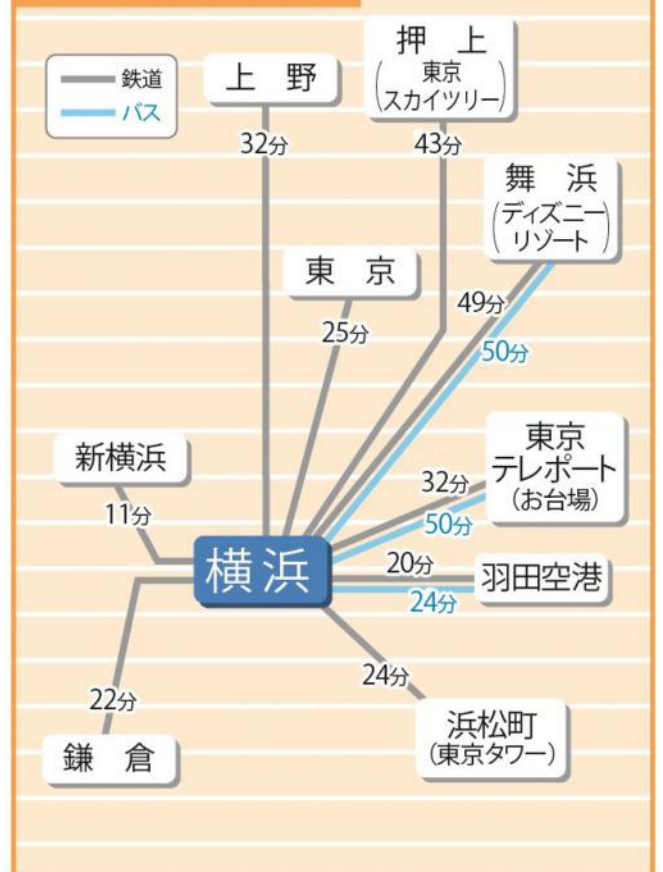 鉄道
バス
上野
32分
押上
(東京
スカイツリー)
43分
舞浜
(ディズニー
リゾート)
49分
50分
東京
25分
新横浜
11分
東京
テレポート
(お台場)
32分
50分
横浜
20分
24分
羽田空港
24分
浜松町
(東京タワー)
22分
鎌倉